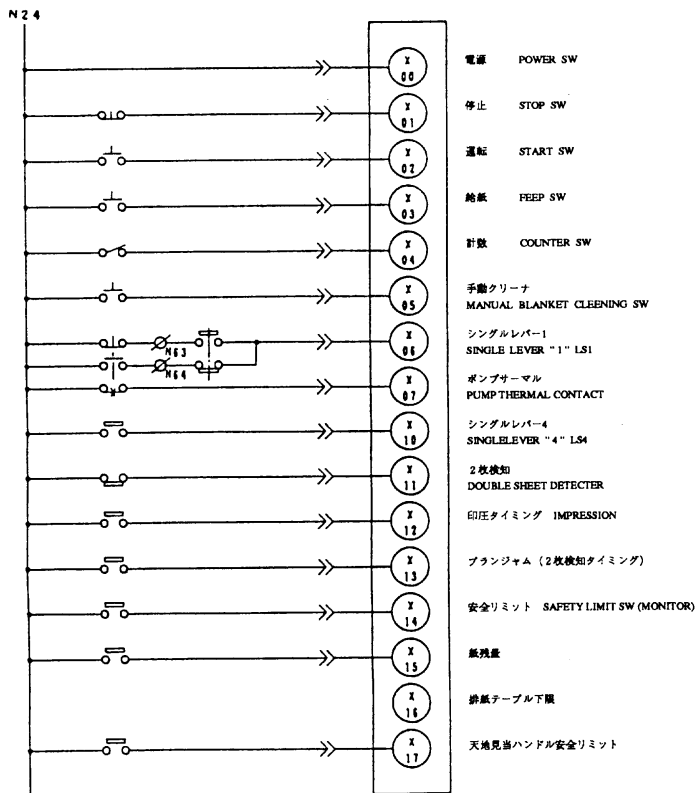 N24
X 00 電源 POWER SW
X 01 停止 STOP SW
X 02 運転 START SW
X 03 給紙 FEEP SW
X 04 計数 COUNTER SW
X 05 手動クリーナ
MANUAL BLANKET CLEENING SW
N63
X 06 シングルレバー1
SINGLE LEVER "1" LS1
N64
X 07 ポンプサーマル
PUMP THERMAL CONTACT
X 10 シングルレバー4
SINGLELEVER "4" LS4
X 11 2枚検知
DOUBLE SHEET DETECTER
X 12 印圧タイミング IMPRESSION
X 13 プランジャム (2枚検知タイミング)
X 14 安全リミット SAFETY LIMIT SW (MONITOR)
X 15 紙残量
X 16 排紙テーブル下限
X 17 天地見当ハンドル安全リミット